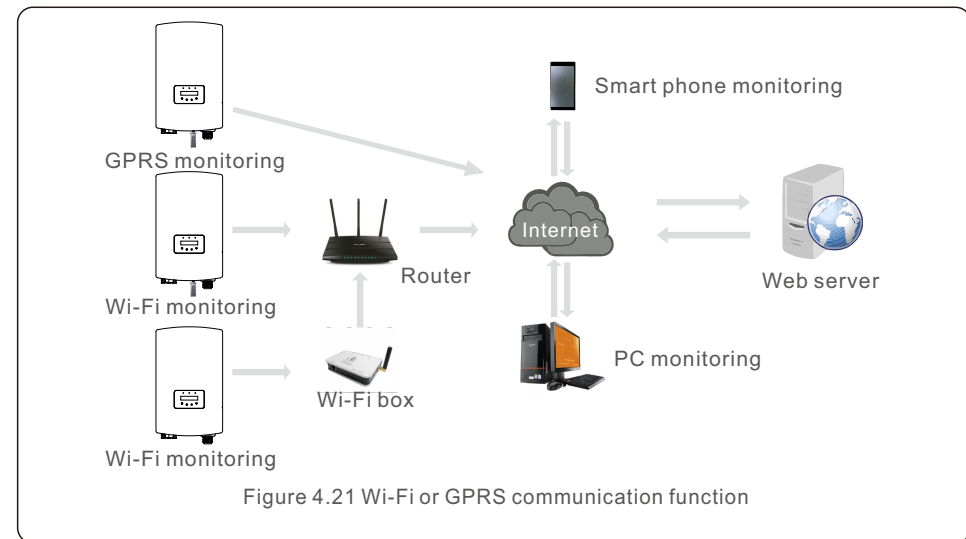 Smart phone monitoring
GPRS monitoring
Internet
Router
Web server
Wi-Fi monitoring
PC monitoring
Wi-Fi box
Wi-Fi monitoring
Figure 4.21 Wi-Fi or GPRS communication function